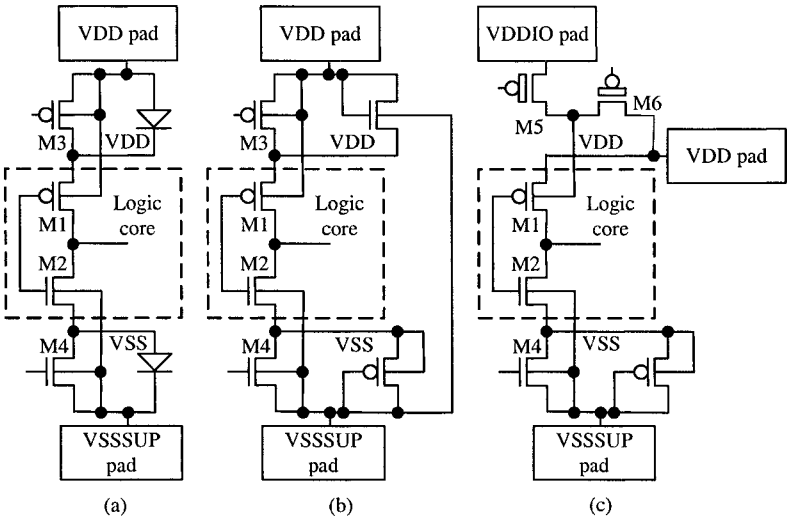 VDD pad
M3
VDD
M1
Logic
core
M2
M4
VSS
VSSSUP
pad
(a)
VDD pad
M3
VDD
M1
Logic
core
M2
M4
VSS
VSSSUP
pad
(b)
VDDIO pad
M5
M6
VDD
VDD pad
M1
Logic
core
M2
M4
VSS
VSSSUP
pad
(c)